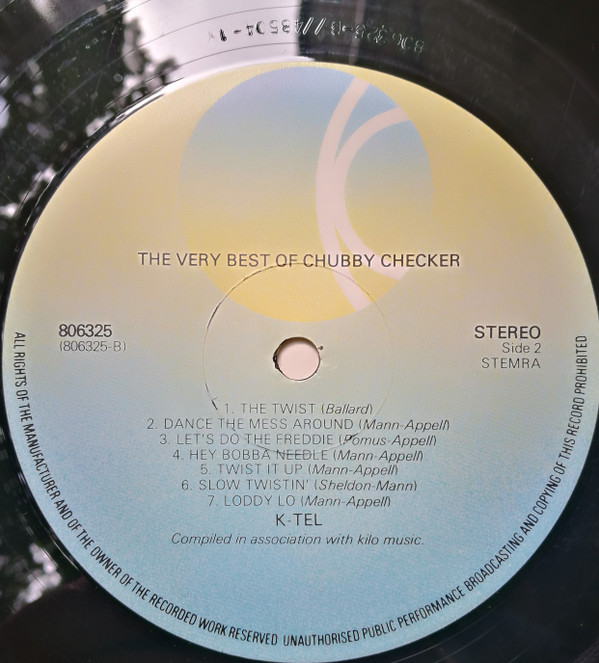 THE VERY BEST OF CHUBBY CHECKER
806325
(806325-B)
STEREO
Side 2
STEMRA
1. THE TWIST (Ballard)
2. DANCE THE MESS AROUND (Mann-Appell)
3. LET'S DO THE FREDDIE (Pomus-Appell)
4. HEY BOBBA NEEDLE (Mann-Appell)
5. TWIST IT UP (Mann-Appell)
6. SLOW TWISTIN' (Sheldon-Mann)
7. LODDY LO (Mann-Appell)
K-TEL
Compiled in association with kilo music.
ALL RIGHTS OF THE MANUFACTURER AND OF THE OWNER OF THE RECORDED WORK RESERVED UNAUTHORISED PUBLIC PERFORMANCE BROADCASTING AND COPYING OF THIS RECORD PROHIBITED